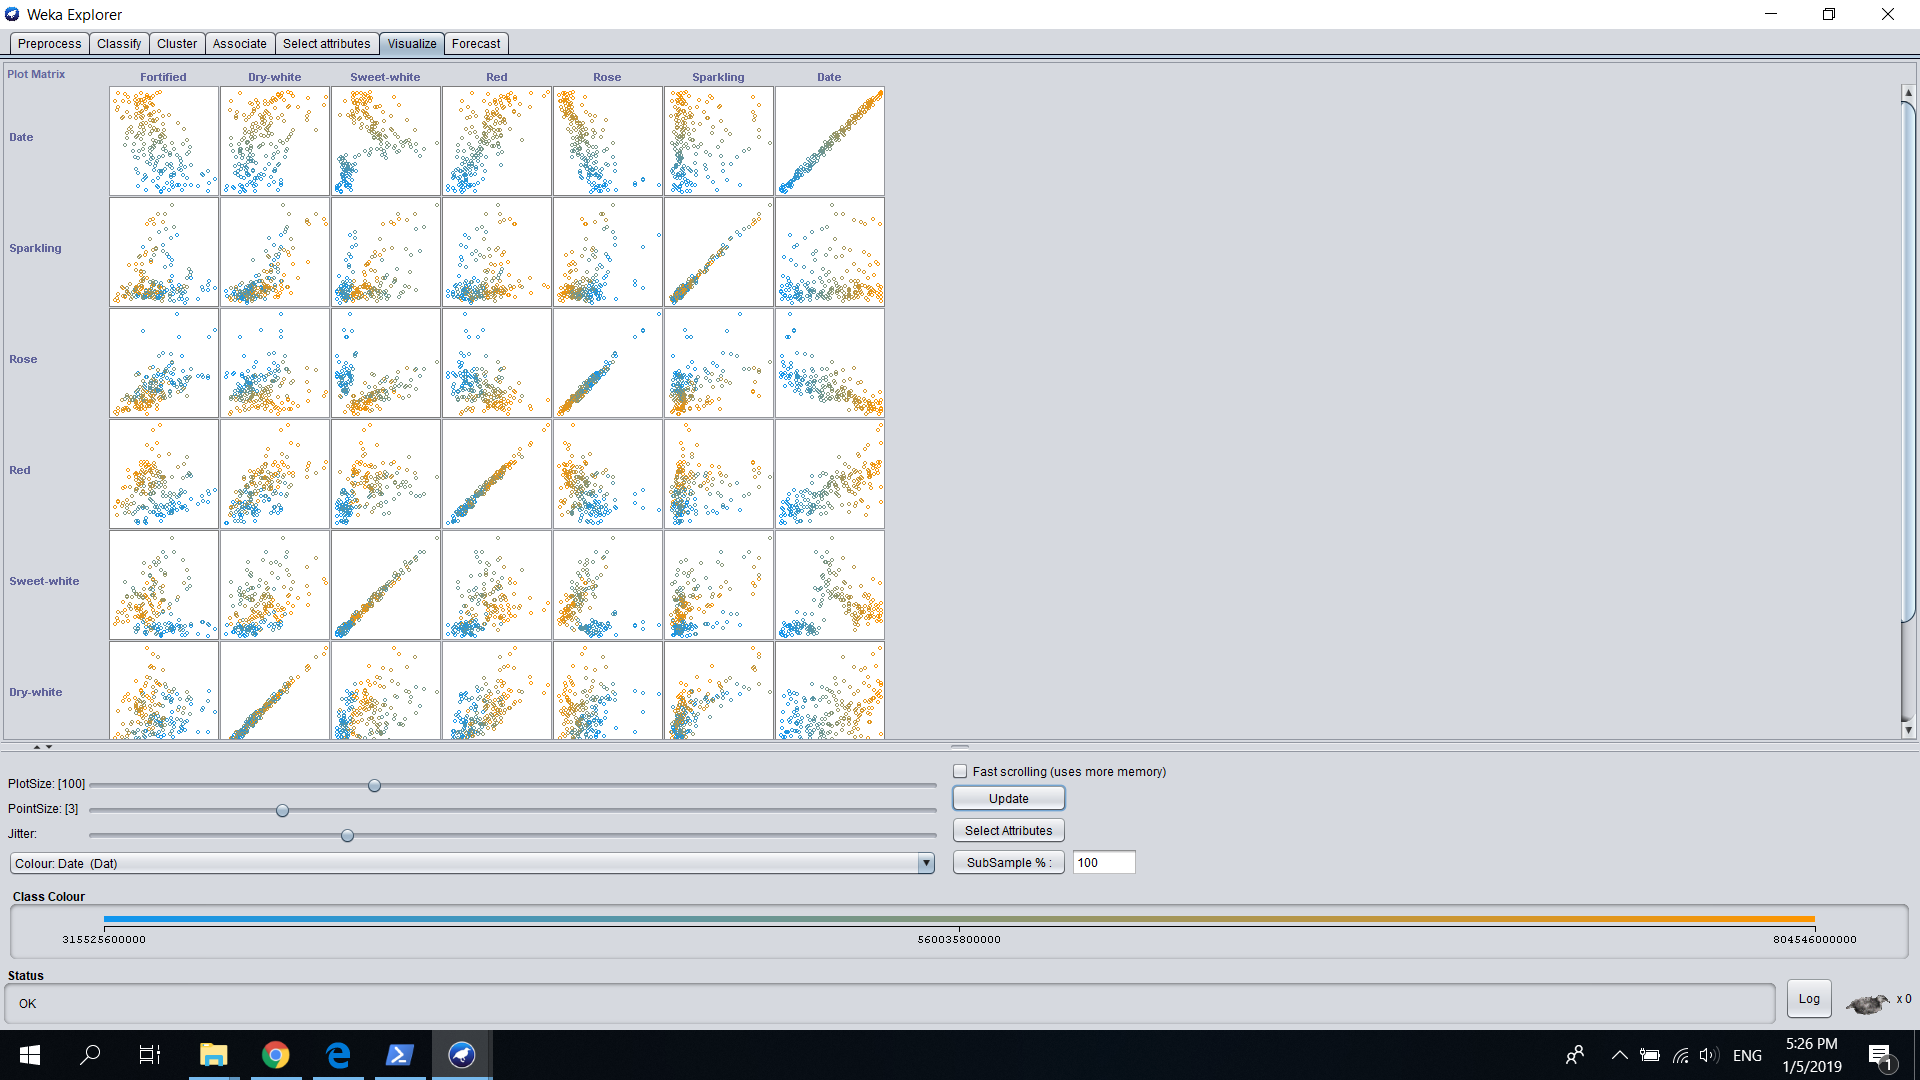 Weka Explorer
Preprocess Classify Cluster Associate Select attributes Visualize Forecast
Plot Matrix Fortified Dry-white Sweet-white Red Rose Sparkling Date
Date
Sparkling
Rose
Red
Sweet-white
Dry-white
PlotSize: [100]
PointSize: [3]
Jitter:
Colour: Date (Dat)
Fast scrolling (uses more memory)
Update
Select Attributes
SubSample % : 100
Class Colour
315525600000 560035800000 804546000000
Status
OK
Log x 0
ENG
5:26 PM
1/5/2019
1